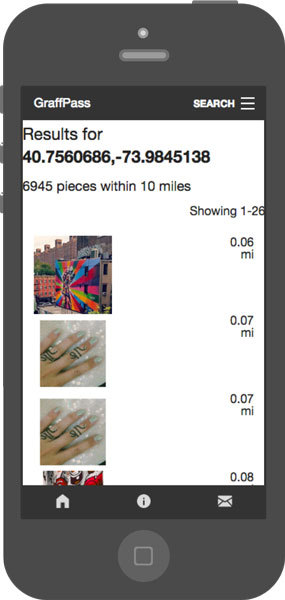 GraffPass SEARCH
Results for
40.7560686,-73.9845138
6945 pieces within 10 miles
Showing 1-26
0.06
mi
0.07
mi
0.07
mi
0.08